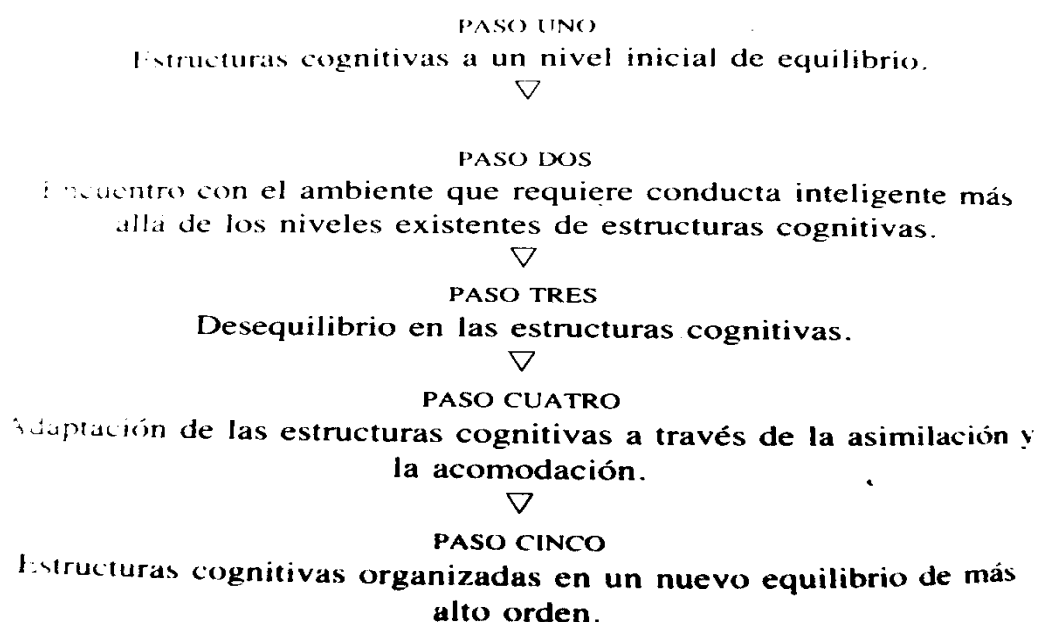 PASO UNO
Estructuras cognitivas a un nivel inicial de equilibrio.
PASO DOS
Encuentro con el ambiente que requiere conducta inteligente más
allá de los niveles existentes de estructuras cognitivas.
PASO TRES
Desequilibrio en las estructuras cognitivas.
PASO CUATRO
Adaptación de las estructuras cognitivas a través de la asimilación y
la acomodación.
PASO CINCO
Estructuras cognitivas organizadas en un nuevo equilibrio de más
alto orden.